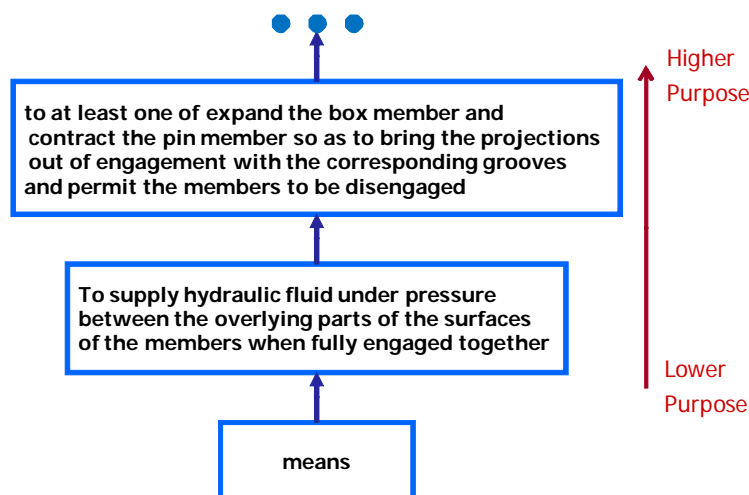 Higher
Purpose
to at least one of expand the box member and
contract the pin member so as to bring the projections
out of engagement with the corresponding grooves
and permit the members to be disengaged
To supply hydraulic fluid under pressure
between the overlying parts of the surfaces
of the members when fully engaged together
Lower
Purpose
means